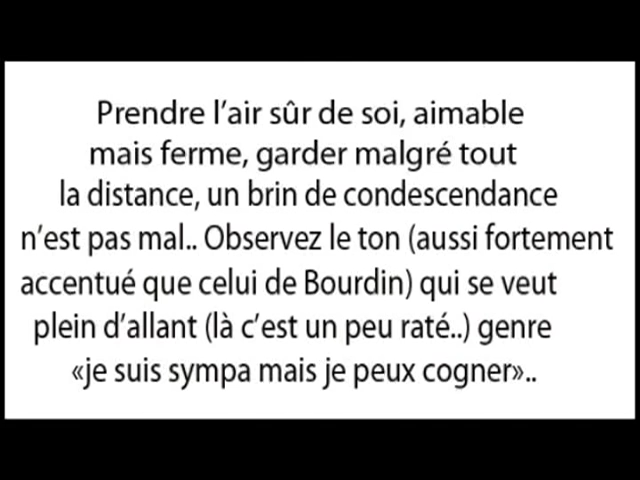 Prendre l’air sûr de soi, aimable
mais ferme, garder malgré tout
la distance, un brin de condescendance
n’est pas mal.. Observez le ton (aussi fortement
accentué que celui de Bourdin) qui se veut
plein d’allant (là c’est un peu raté..) genre
«je suis sympa mais je peux cogner»..